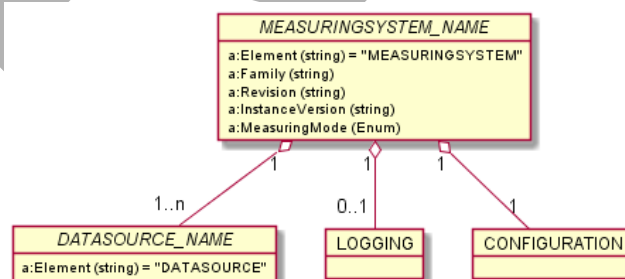 MEASURINGSYSTEM_NAME
a:Element (string) = "MEASURINGSYSTEM"
a:Family (string)
a:Revision (string)
a:InstanceVersion (string)
a:MeasuringMode (Enum)
1 1 1
1..n 0..1 1
DATASOURCE_NAME LOGGING CONFIGURATION
a:Element (string) = "DATASOURCE"